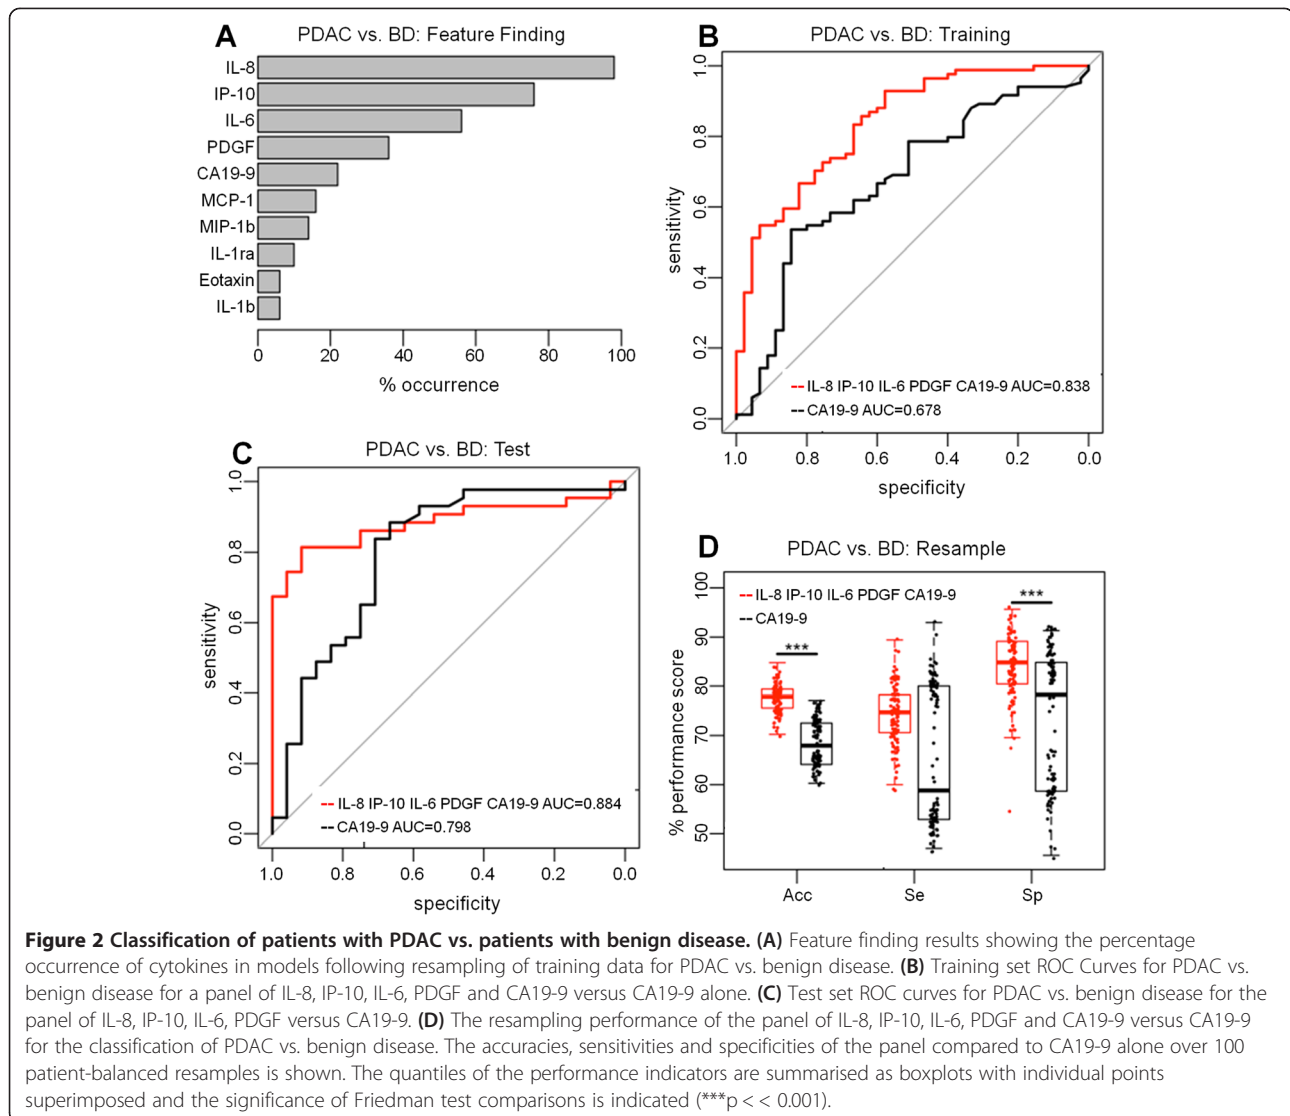 A
PDAC vs. BD: Feature Finding
IL-8
IP-10
IL-6
PDGF
CA19-9
MCP-1
MIP-1b
IL-1ra
Eotaxin
IL-1b
0 20 40 60 80 100
% occurrence
B
PDAC vs. BD: Training
1.0
0.8
0.6
0.4
0.2
0.0
sensitivity
IL-8 IP-10 IL-6 PDGF CA19-9 AUC=0.838
CA19-9 AUC=0.678
1.0 0.8 0.6 0.4 0.2 0.0
specificity
C
PDAC vs. BD: Test
1.0
0.8
0.6
0.4
0.2
0.0
sensitivity
IL-8 IP-10 IL-6 PDGF CA19-9 AUC=0.884
CA19-9 AUC=0.798
1.0 0.8 0.6 0.4 0.2 0.0
specificity
D
PDAC vs. BD: Resample
100
90
80
70
60
50
% performance score
IL-8 IP-10 IL-6 PDGF CA19-9
CA19-9
***
***
Acc Se Sp
Figure 2 Classification of patients with PDAC vs. patients with benign disease. (A) Feature finding results showing the percentage
occurrence of cytokines in models following resampling of training data for PDAC vs. benign disease. (B) Training set ROC Curves for PDAC vs.
benign disease for a panel of IL-8, IP-10, IL-6, PDGF and CA19-9 versus CA19-9 alone. (C) Test set ROC curves for PDAC vs. benign disease for the
panel of IL-8, IP-10, IL-6, PDGF versus CA19-9. (D) The resampling performance of the panel of IL-8, IP-10, IL-6, PDGF and CA19-9 versus CA19-9
for the classification of PDAC vs. benign disease. The accuracies, sensitivities and specificities of the panel compared to CA19-9 alone over 100
patient-balanced resamples is shown. The quantiles of the performance indicators are summarised as boxplots with individual points
superimposed and the significance of Friedman test comparisons is indicated (***p < < 0.001).